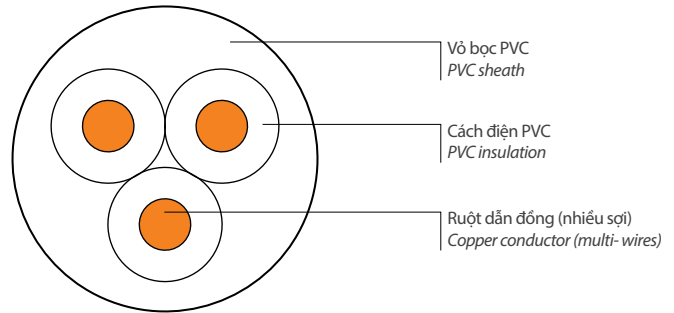 Vỏ bọc PVC
PVC sheath
Cách điện PVC
PVC insulation
Ruột dẫn đồng (nhiều sợi)
Copper conductor (multi- wires)